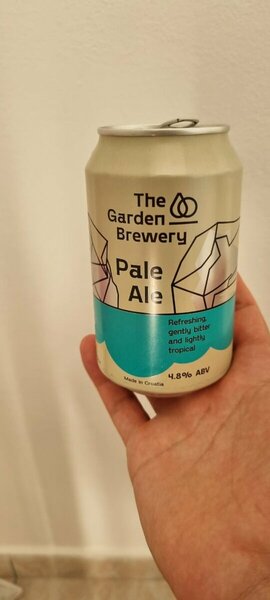 The
Garden
Brewery
Pale
Ale
Refreshing,
gently bitter
and lightly
tropical
Made in Croatia
4.8% ABV